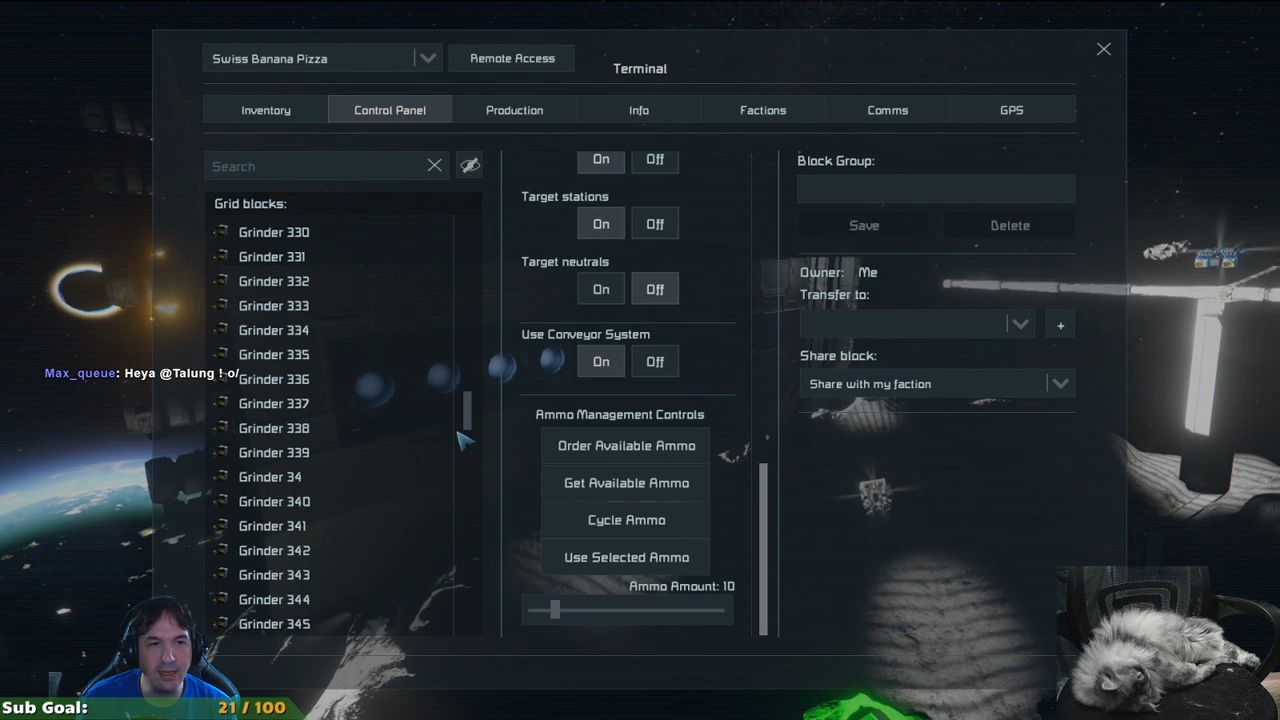 Swiss Banana Pizza
Remote Access
Terminal
Inventory
Control Panel
Production
Info
Factions
Comms
GPS
Search
Grid blocks:
Grinder 330
Grinder 331
Grinder 332
Grinder 333
Grinder 334
Grinder 335
Grinder 336
Grinder 337
Grinder 338
Grinder 339
Grinder 34
Grinder 340
Grinder 341
Grinder 342
Grinder 343
Grinder 344
Grinder 345
Max_queue: Heya @Talung ! o/
On Off
Target stations
On Off
Target neutrals
On Off
Use Conveyor System
On Off
Ammo Management Controls
Order Available Ammo
Get Available Ammo
Cycle Ammo
Use Selected Ammo
Ammo Amount: 10
Block Group:
Save
Delete
Owner: Me
Transfer to:
+
Share block:
Share with my faction
Sub Goal: 21 / 100